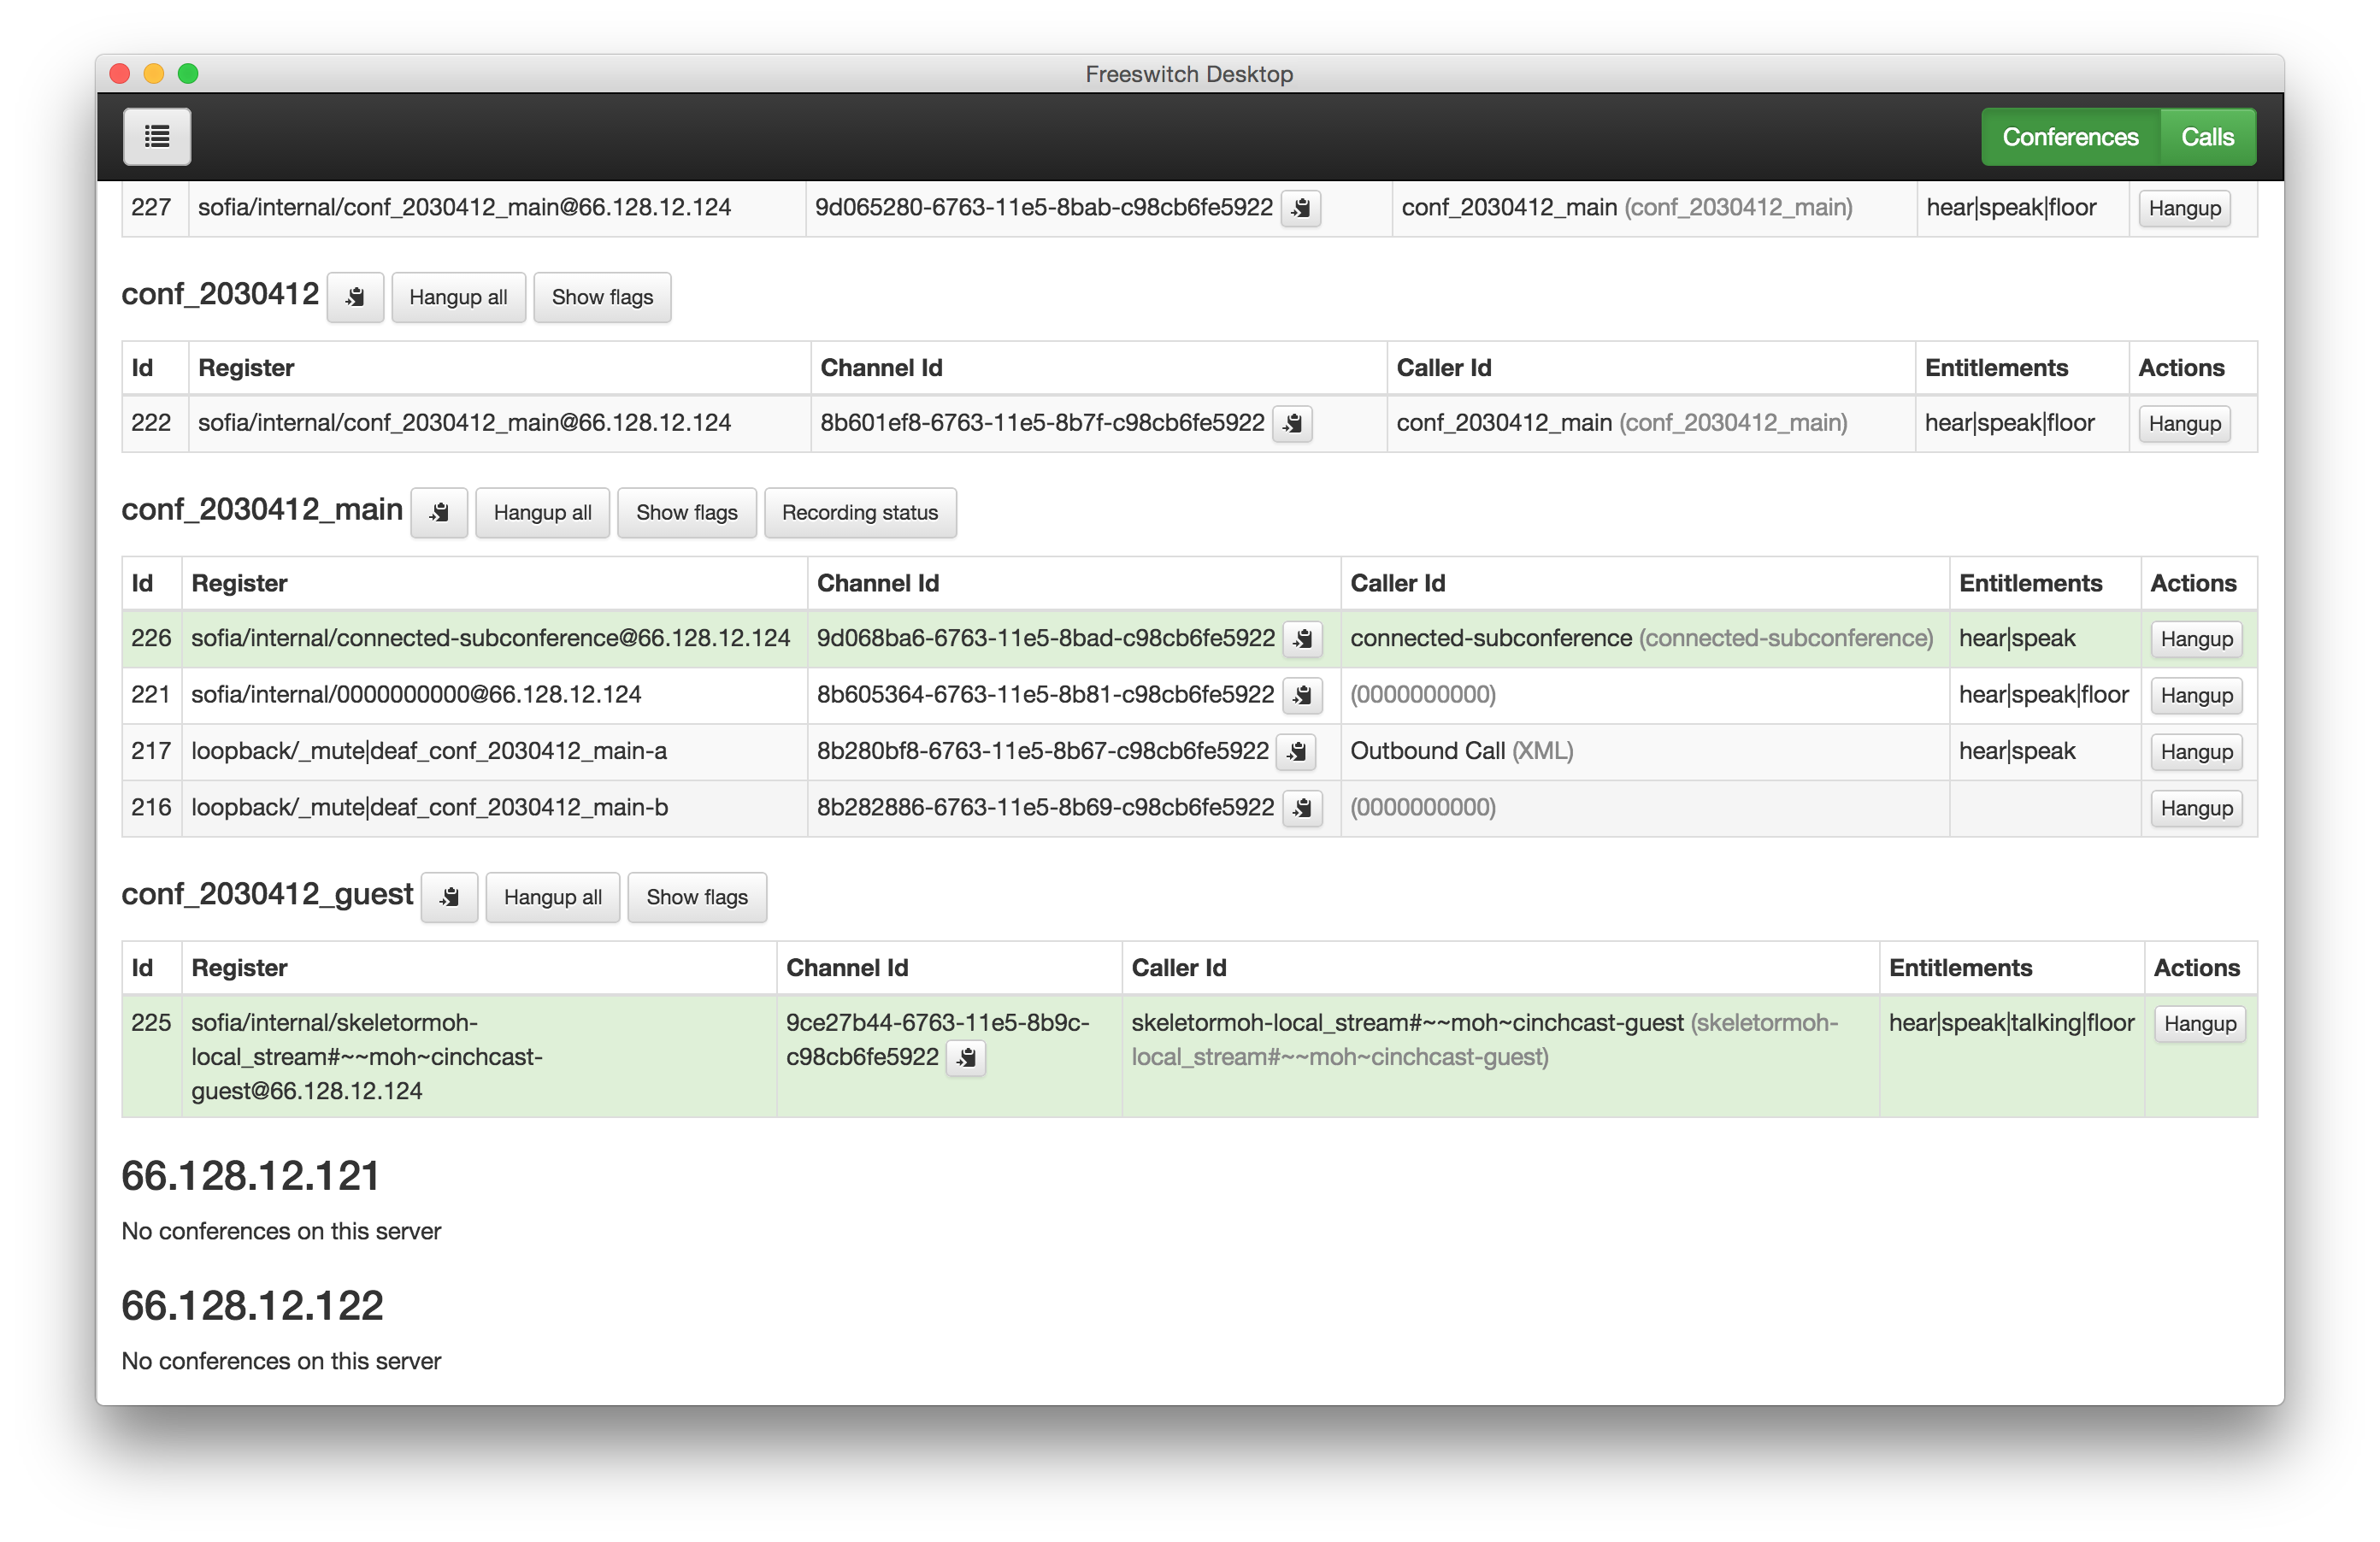 Freeswitch Desktop
Conferences Calls
227 sofia/internal/conf_2030412_main@66.128.12.124 9d065280-6763-11e5-8bab-c98cb6fe5922 conf_2030412_main (conf_2030412_main) hear|speak|floor Hangup
conf_2030412 Hangup all Show flags
Id Register Channel Id Caller Id Entitlements Actions
222 sofia/internal/conf_2030412_main@66.128.12.124 8b601ef8-6763-11e5-8b7f-c98cb6fe5922 conf_2030412_main (conf_2030412_main) hear|speak|floor Hangup
conf_2030412_main Hangup all Show flags Recording status
Id Register Channel Id Caller Id Entitlements Actions
226 sofia/internal/connected-subconference@66.128.12.124 9d068ba6-6763-11e5-8bad-c98cb6fe5922 connected-subconference (connected-subconference) hear|speak Hangup
221 sofia/internal/0000000000@66.128.12.124 8b605364-6763-11e5-8b81-c98cb6fe5922 (0000000000) hear|speak|floor Hangup
217 loopback/_mute|deaf_conf_2030412_main-a 8b280bf8-6763-11e5-8b67-c98cb6fe5922 Outbound Call (XML) hear|speak Hangup
216 loopback/_mute|deaf_conf_2030412_main-b 8b282886-6763-11e5-8b69-c98cb6fe5922 (0000000000) Hangup
conf_2030412_guest Hangup all Show flags
Id Register Channel Id Caller Id Entitlements Actions
225 sofia/internal/skeletormoh- 9ce27b44-6763-11e5-8b9c- skeletormoh-local_stream#~~moh~cinchcast-guest (skeletormoh- hear|speak|talking|floor Hangup
local_stream#~~moh~cinchcast- c98cb6fe5922 local_stream#~~moh~cinchcast-guest)
guest@66.128.12.124
66.128.12.121
No conferences on this server
66.128.12.122
No conferences on this server